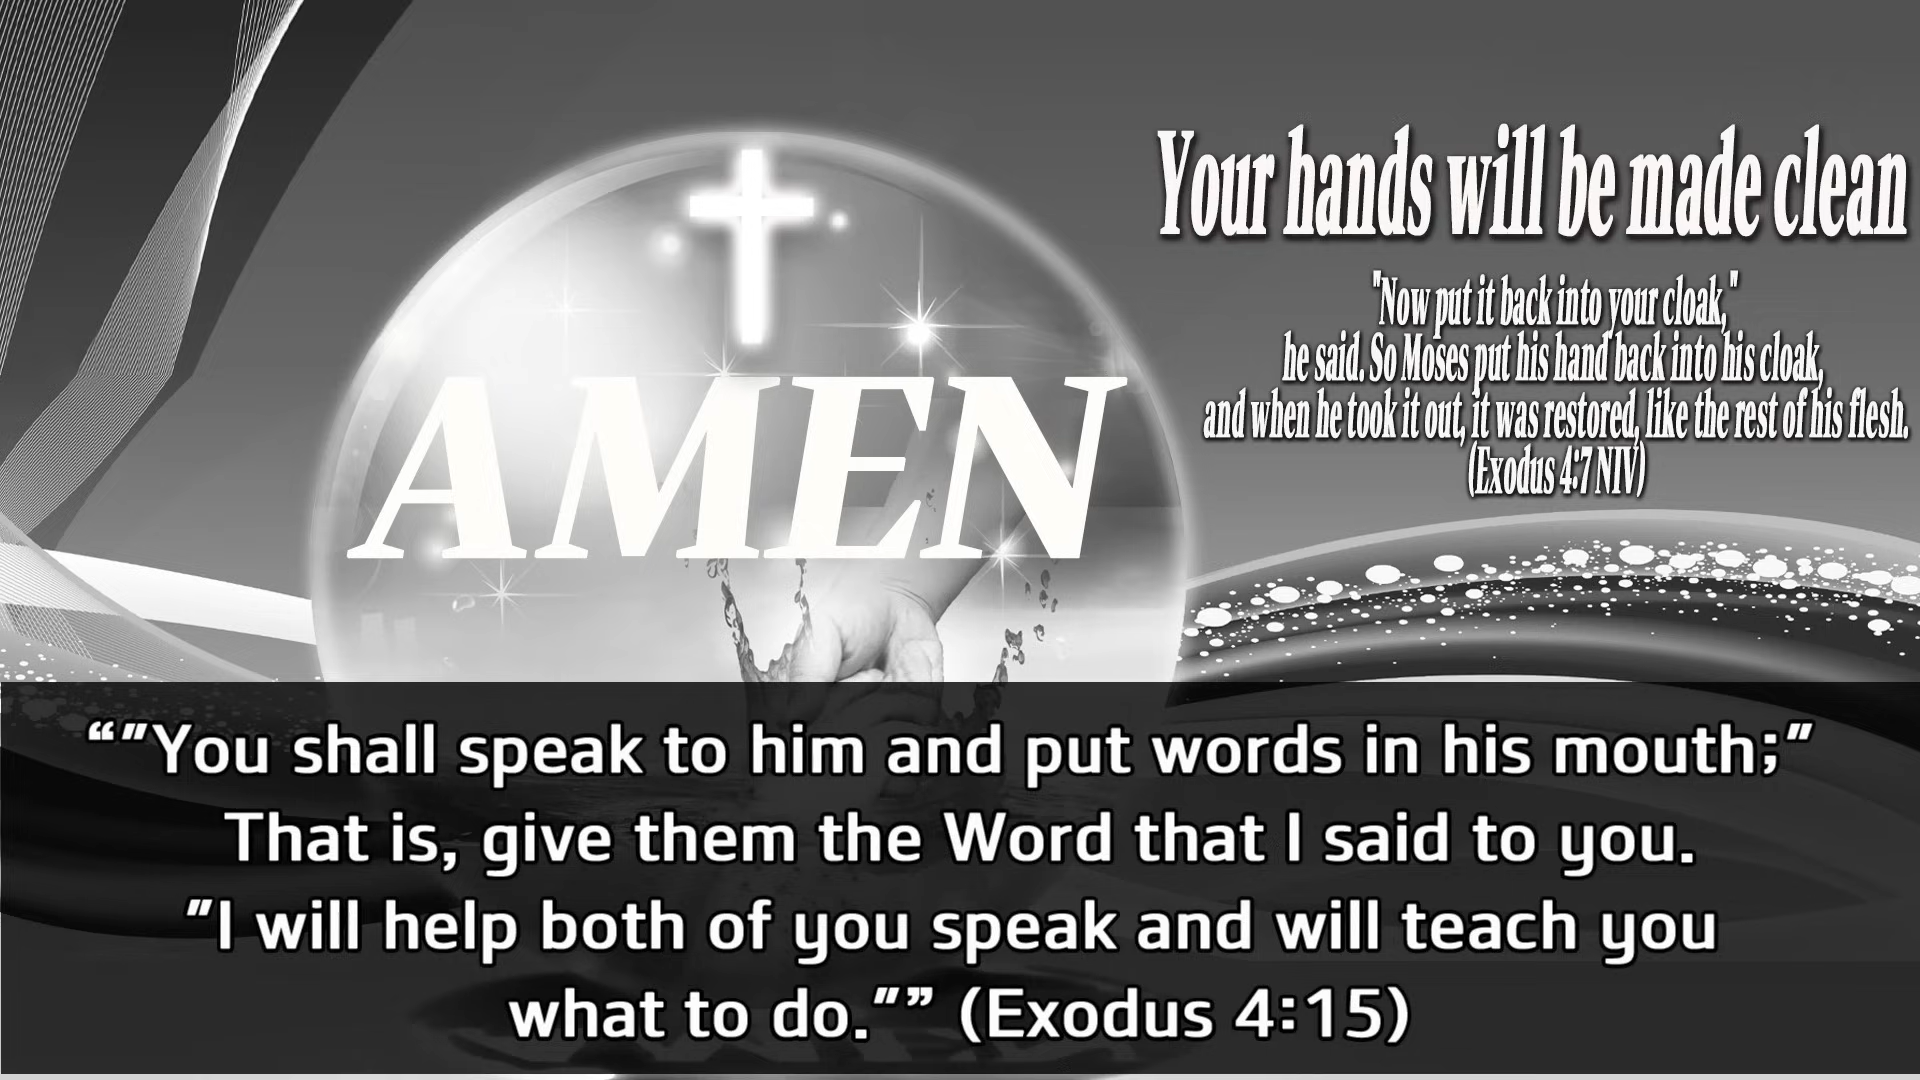 AMEN
Your hands will be made clean
"Now put it back into your cloak,"
he said. So Moses put his hand back into his cloak,
and when he took it out, it was restored, like the rest of his flesh.
(Exodus 4:7 NIV)
“"You shall speak to him and put words in his mouth;"
That is, give them the Word that I said to you.
"I will help both of you speak and will teach you
what to do."” (Exodus 4:15)